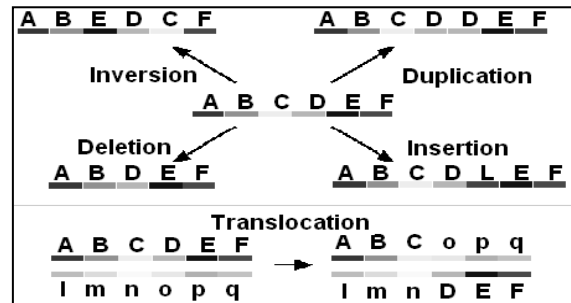 A B E D C F
A B C D D E F
Inversion
Duplication
A B C D E F
Deletion
Insertion
A B D E F
A B C D L E F
Translocation
A B C D E F
A B C o p q
l m n o p q
l m n D E F